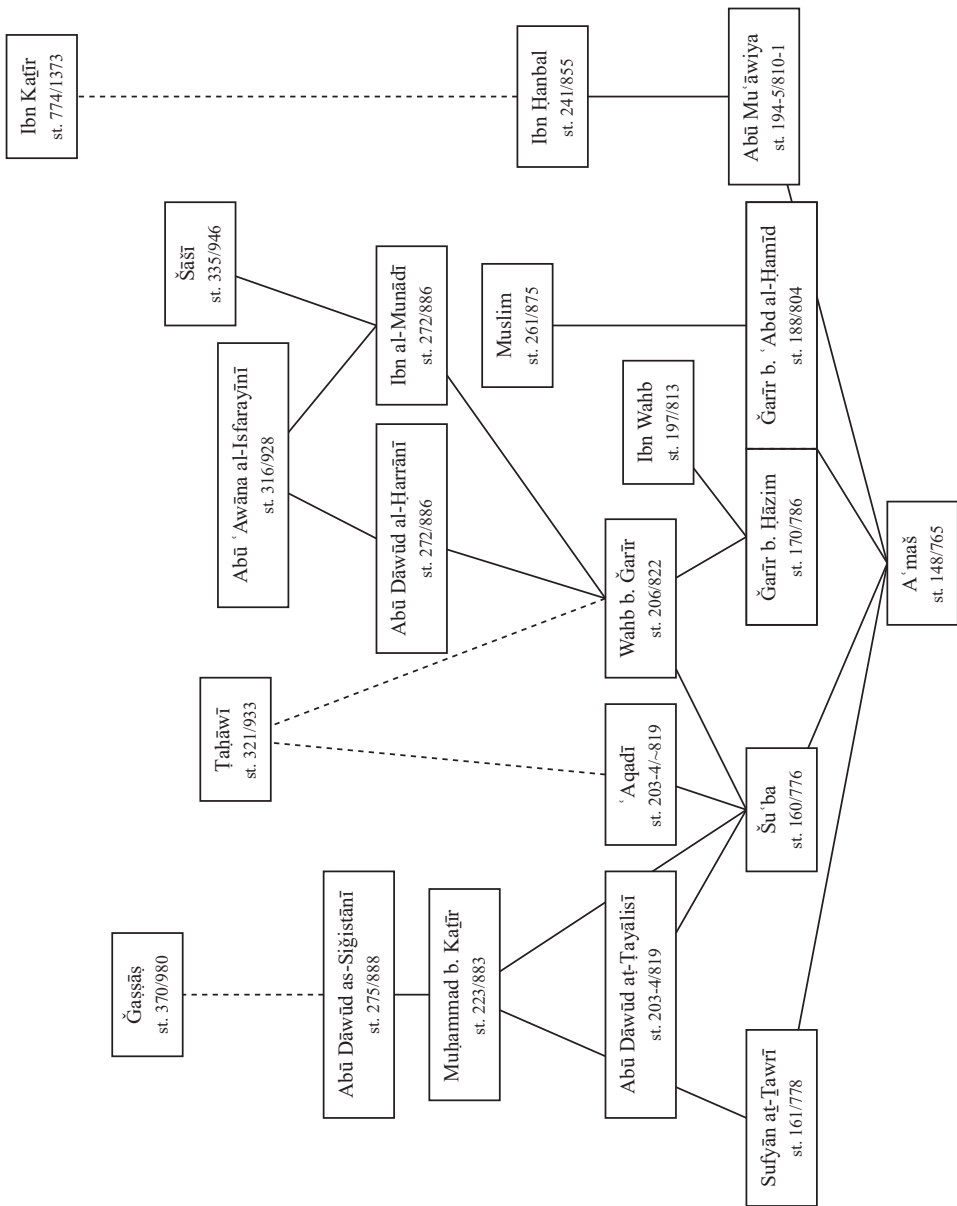 Ibn Kaṯīr
st. 774/1373
Ibn Ḥanbal
st. 241/855
Abū Muʿāwiya
st. 194-5/810-1
Šāšī
st. 335/946
Abū ʿAwāna al-Isfarayīnī
st. 316/928
Ibn al-Munādī
st. 272/886
Muslim
st. 261/875
Ǧarīr b. ʿAbd al-Ḥamīd
st. 188/804
Abū Dāwūd al-Ḥarrānī
st. 272/886
Ibn Wahb
st. 197/813
Wahb b. Ǧarīr
st. 206/822
Ǧarīr b. Ḥāzim
st. 170/786
Aʿmaš
st. 148/765
Ṭaḥāwī
st. 321/933
ʿAqadī
st. 203-4/~819
Šuʿba
st. 160/776
Ǧaṣṣāṣ
st. 370/980
Abū Dāwūd as-Siǧistānī
st. 275/888
Muḥammad b. Kaṯīr
st. 223/883
Abū Dāwūd aṭ-Ṭayālisī
st. 203-4/819
Sufyān aṯ-Ṯawrī
st. 161/778